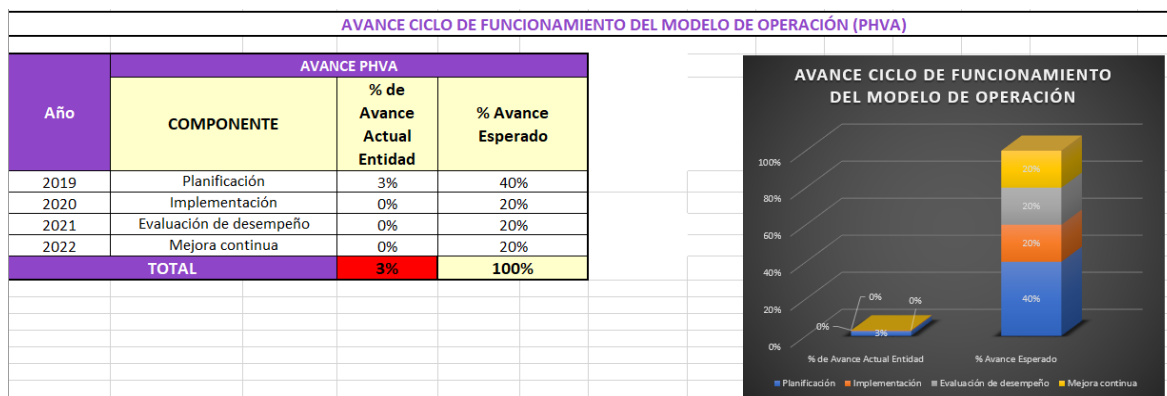 AVANCE CICLO DE FUNCIONAMIENTO DEL MODELO DE OPERACIÓN (PHVA)
Año
AVANCE PHVA
COMPONENTE
% de
Avance
Actual
Entidad
% Avance
Esperado
2019 Planificación 3% 40%
2020 Implementación 0% 20%
2021 Evaluación de desempeño 0% 20%
2022 Mejora continua 0% 20%
TOTAL 3% 100%
AVANCE CICLO DE FUNCIONAMIENTO
DEL MODELO DE OPERACIÓN
100%
80%
60%
40%
20%
0%
0%
0%
0%
3%
20%
20%
20%
40%
% de Avance Actual Entidad % Avance Esperado
Planificación Implementación Evaluación de desempeño Mejora continua